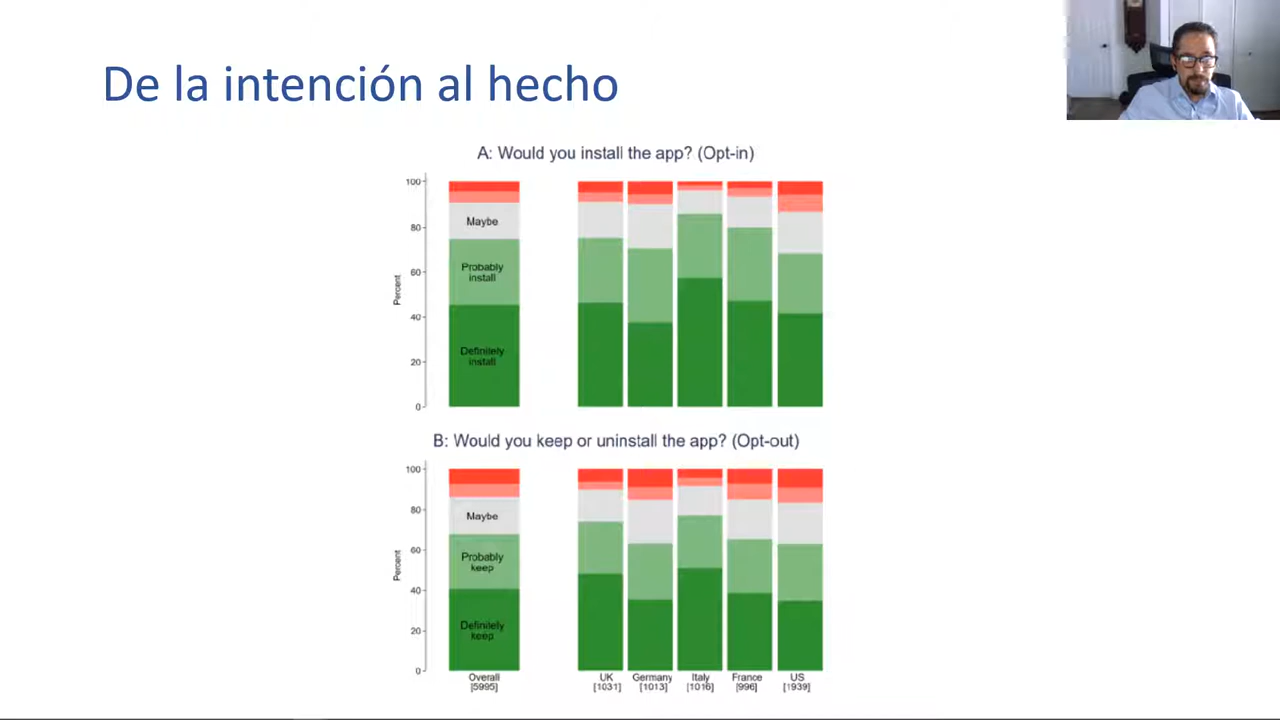 De la intención al hecho
A: Would you install the app? (Opt-in)
100
80
60
40
20
0
Percent
Maybe
Probably
install
Definitely
install
B: Would you keep or uninstall the app? (Opt-out)
100
80
60
40
20
0
Percent
Maybe
Probably
keep
Definitely
keep
Overall
[5995]
UK
[1031]
Germany
[1013]
Italy
[1016]
France
[996]
US
[1939]